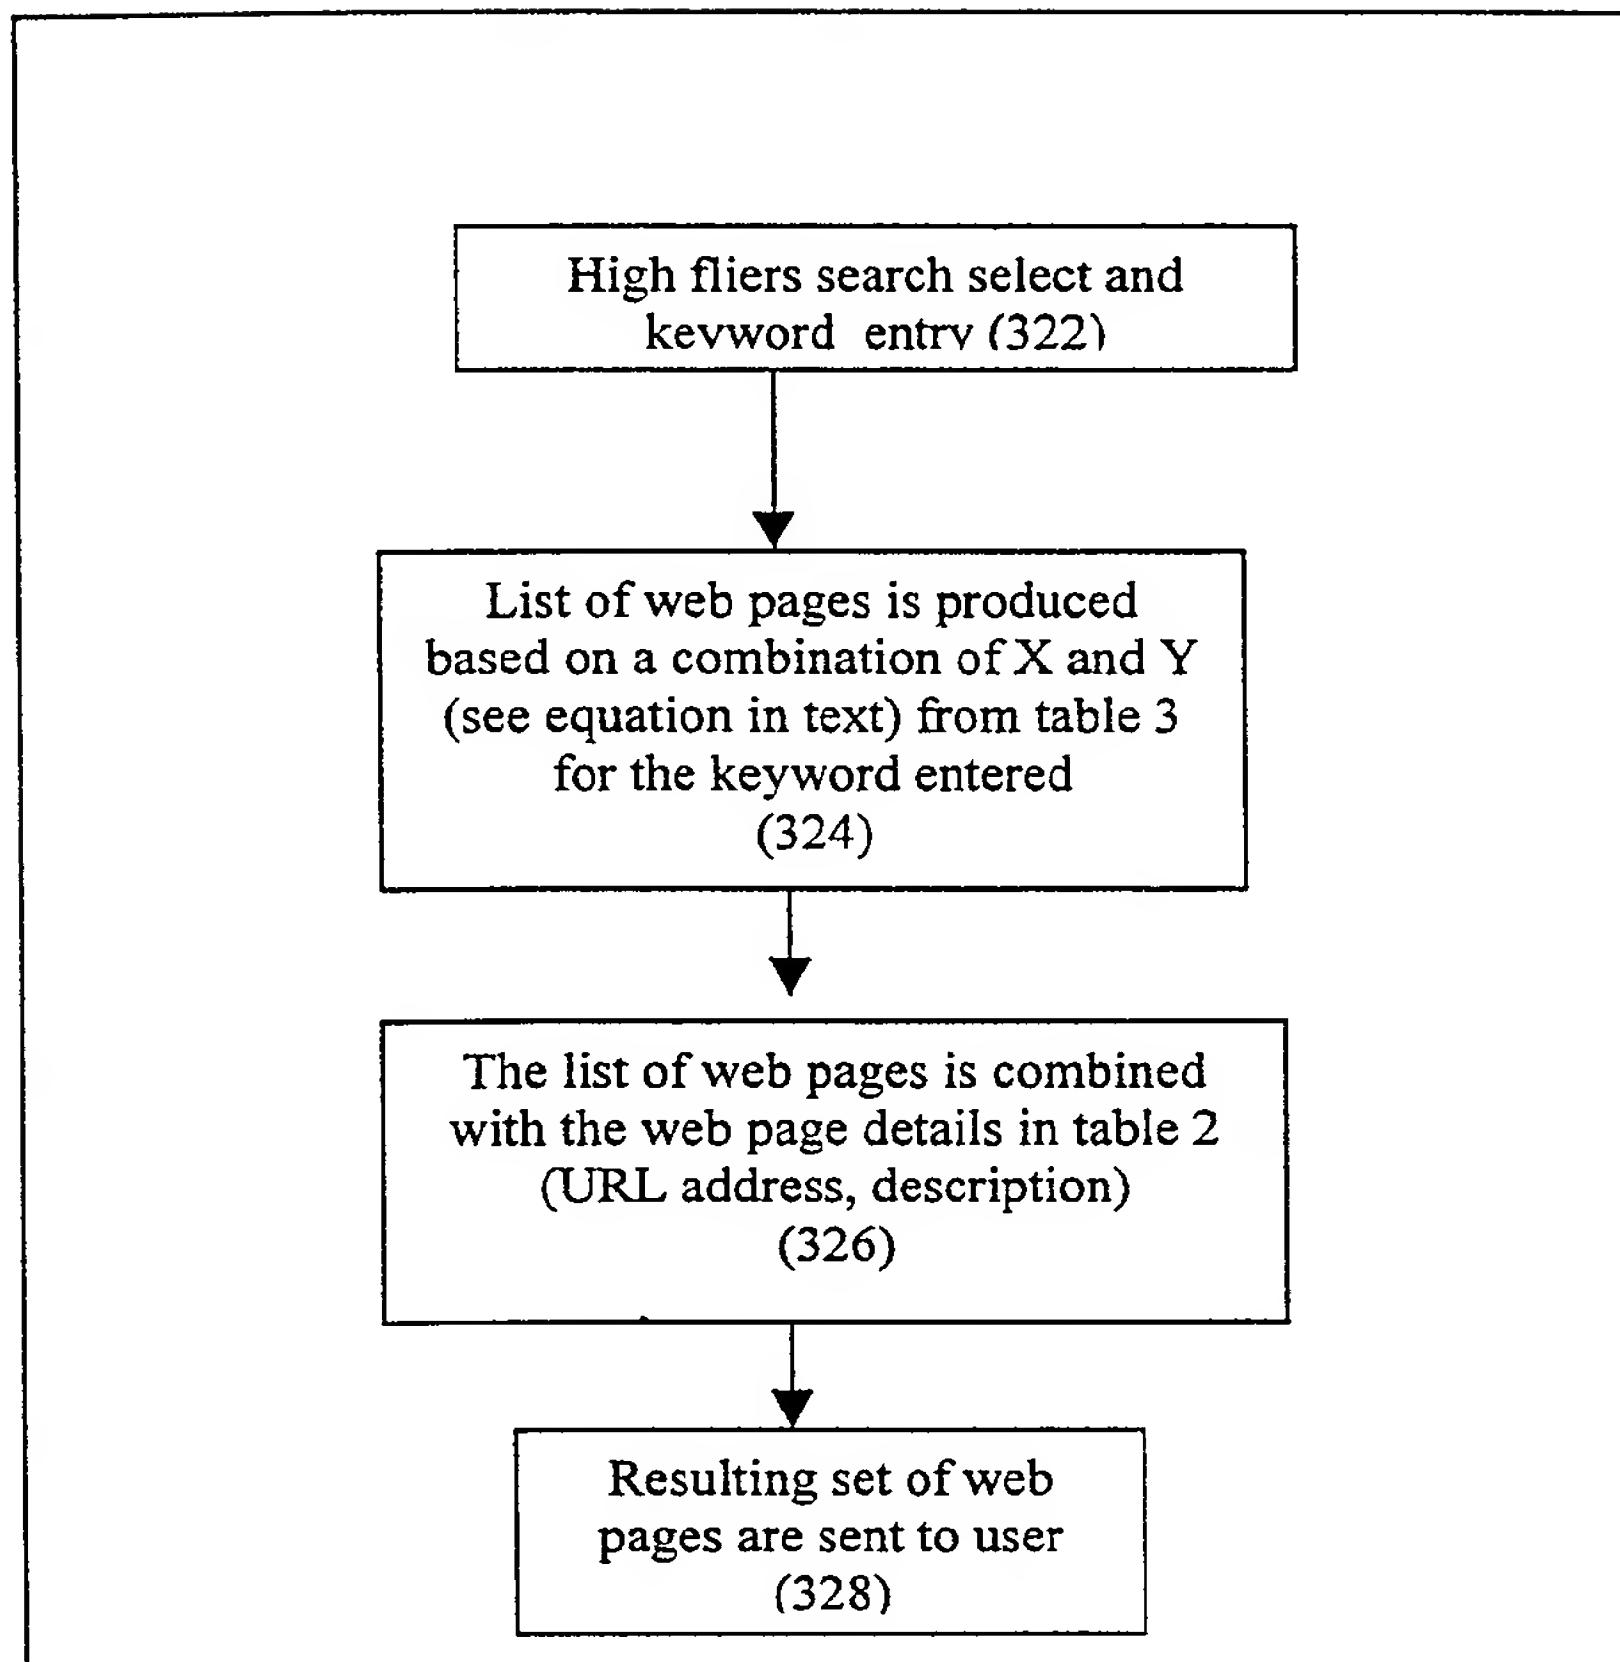 High fliers search select and
keyword entry (322)
List of web pages is produced
based on a combination of X and Y
(see equation in text) from table 3
for the keyword entered
(324)
The list of web pages is combined
with the web page details in table 2
(URL address, description)
(326)
Resulting set of web
pages are sent to user
(328)